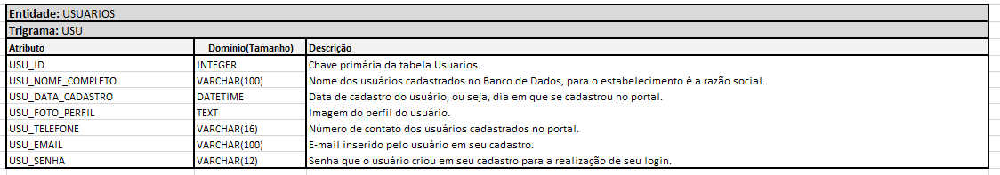 Entidade: USUARIOS
Trigrama: USU
Atributo Domínio(Tamanho) Descrição
USU_ID INTEGER Chave primária da tabela Usuarios.
USU_NOME_COMPLETO VARCHAR(100) Nome dos usuários cadastrados no Banco de Dados, para o estabelecimento é a razão social.
USU_DATA_CADASTRO DATETIME Data de cadastro do usuário, ou seja, dia em que se cadastrou no portal.
USU_FOTO_PERFIL TEXT Imagem do perfil do usuário.
USU_TELEFONE VARCHAR(16) Número de contato dos usuários cadastrados no portal.
USU_EMAIL VARCHAR(100) E-mail inserido pelo usuário em seu cadastro.
USU_SENHA VARCHAR(12) Senha que o usuário criou em seu cadastro para a realização de seu login.